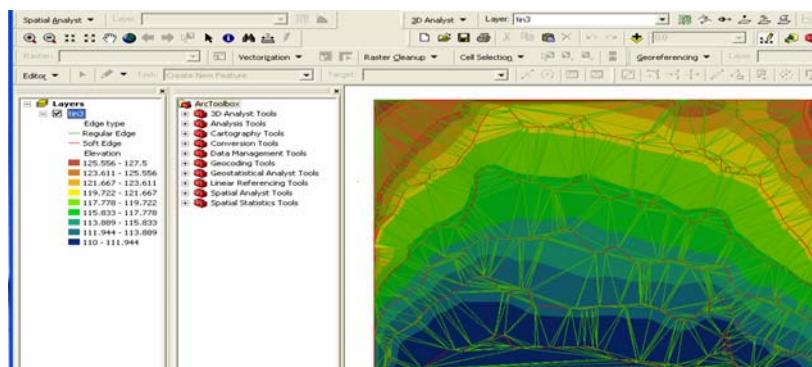 Spatial Analyst Layer:
3D Analyst Layer: tin3
Raster: Vectorization Raster Cleanup Cell Selection Georeferencing Layer:
Editor Task: Create New Feature Target:
Layers
tin3
Edge type
Regular Edge
Soft Edge
Elevation
125.556 - 127.5
123.611 - 125.556
121.667 - 123.611
119.722 - 121.667
117.778 - 119.722
115.833 - 117.778
113.889 - 115.833
111.944 - 113.889
110 - 111.944
ArcToolbox
3D Analyst Tools
Analysis Tools
Cartography Tools
Conversion Tools
Data Management Tools
Geocoding Tools
Geostatistical Analyst Tools
Linear Referencing Tools
Spatial Analyst Tools
Spatial Statistics Tools